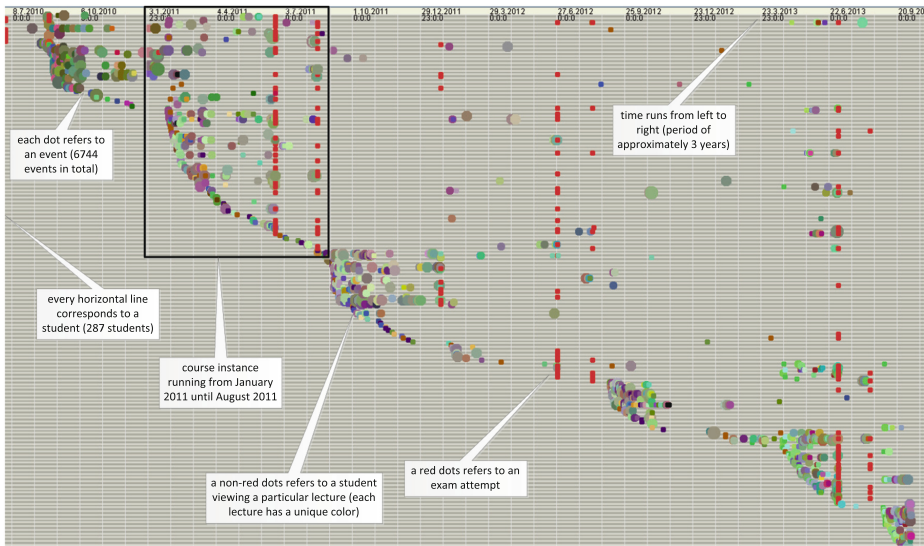 8.7.2010 6.10.2010 3.1.2011 4.4.2011 3.7.2011 1.10.2011 29.12.2011 29.3.2012 27.6.2012 25.9.2012 23.3.2013 22.6.2013 20.9.20
0:0:0 0:0:0 23:0:0 0:0:0 0:0:0 0:0:0 23:0:0 0:0:0 0:0:0 0:0:0 23:0:0 0:0:0 0:0:0
time runs from left to
right (period of
approximately 3 years)
each dot refers to
an event (6744
events in total)
every horizontal line
corresponds to a
student (287 students)
course instance
running from January
2011 until August 2011
a non-red dots refers to a student
viewing a particular lecture (each
lecture has a unique color)
a red dots refers to an
exam attempt